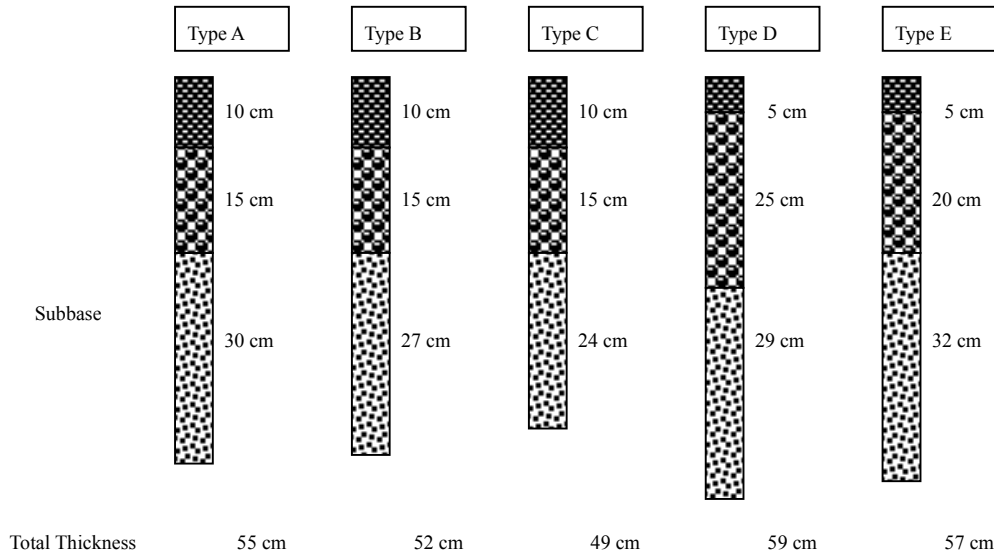 Type A Type B Type C Type D Type E
10 cm 10 cm 10 cm 5 cm 5 cm
15 cm 15 cm 15 cm 25 cm 20 cm
Subbase
30 cm 27 cm 24 cm 29 cm 32 cm
Total Thickness 55 cm 52 cm 49 cm 59 cm 57 cm